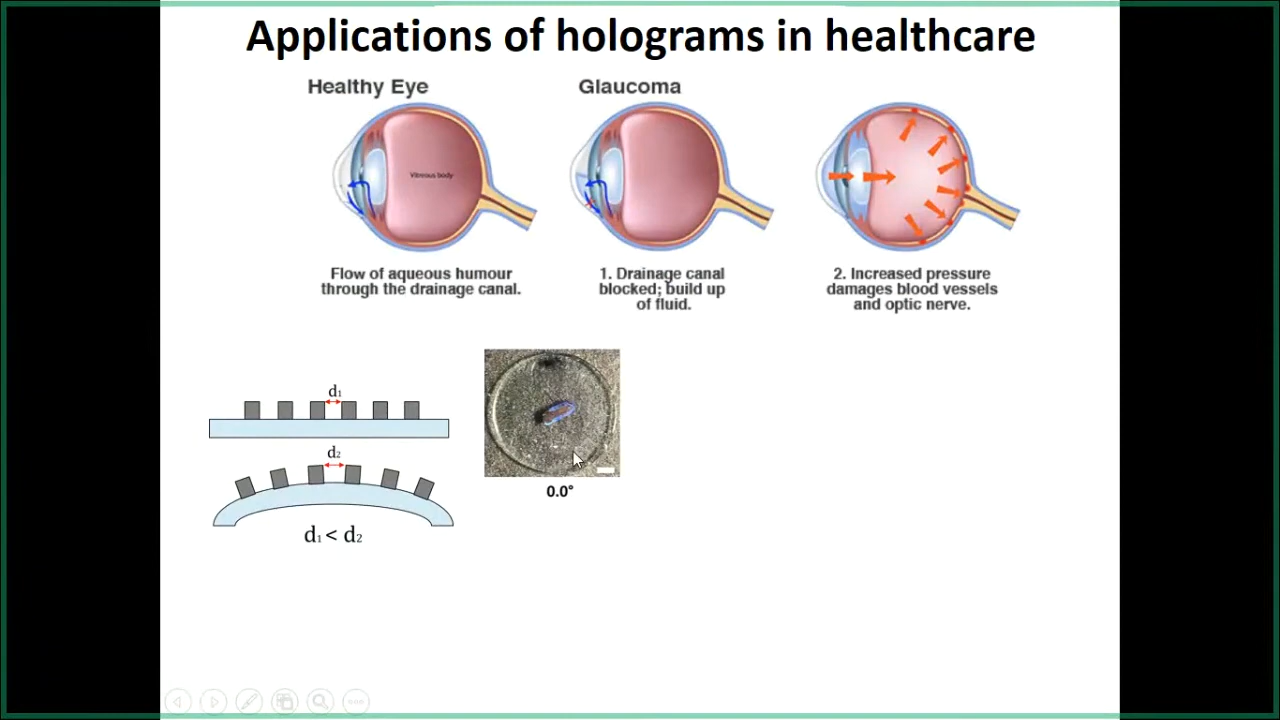 Applications of holograms in healthcare
Healthy Eye
Glaucoma
Vitreous body
Flow of aqueous humour
through the drainage canal.
1. Drainage canal
blocked; build up
of fluid.
2. Increased pressure
damages blood vessels
and optic nerve.
d₁
d₂
d₁ < d₂
0.0°